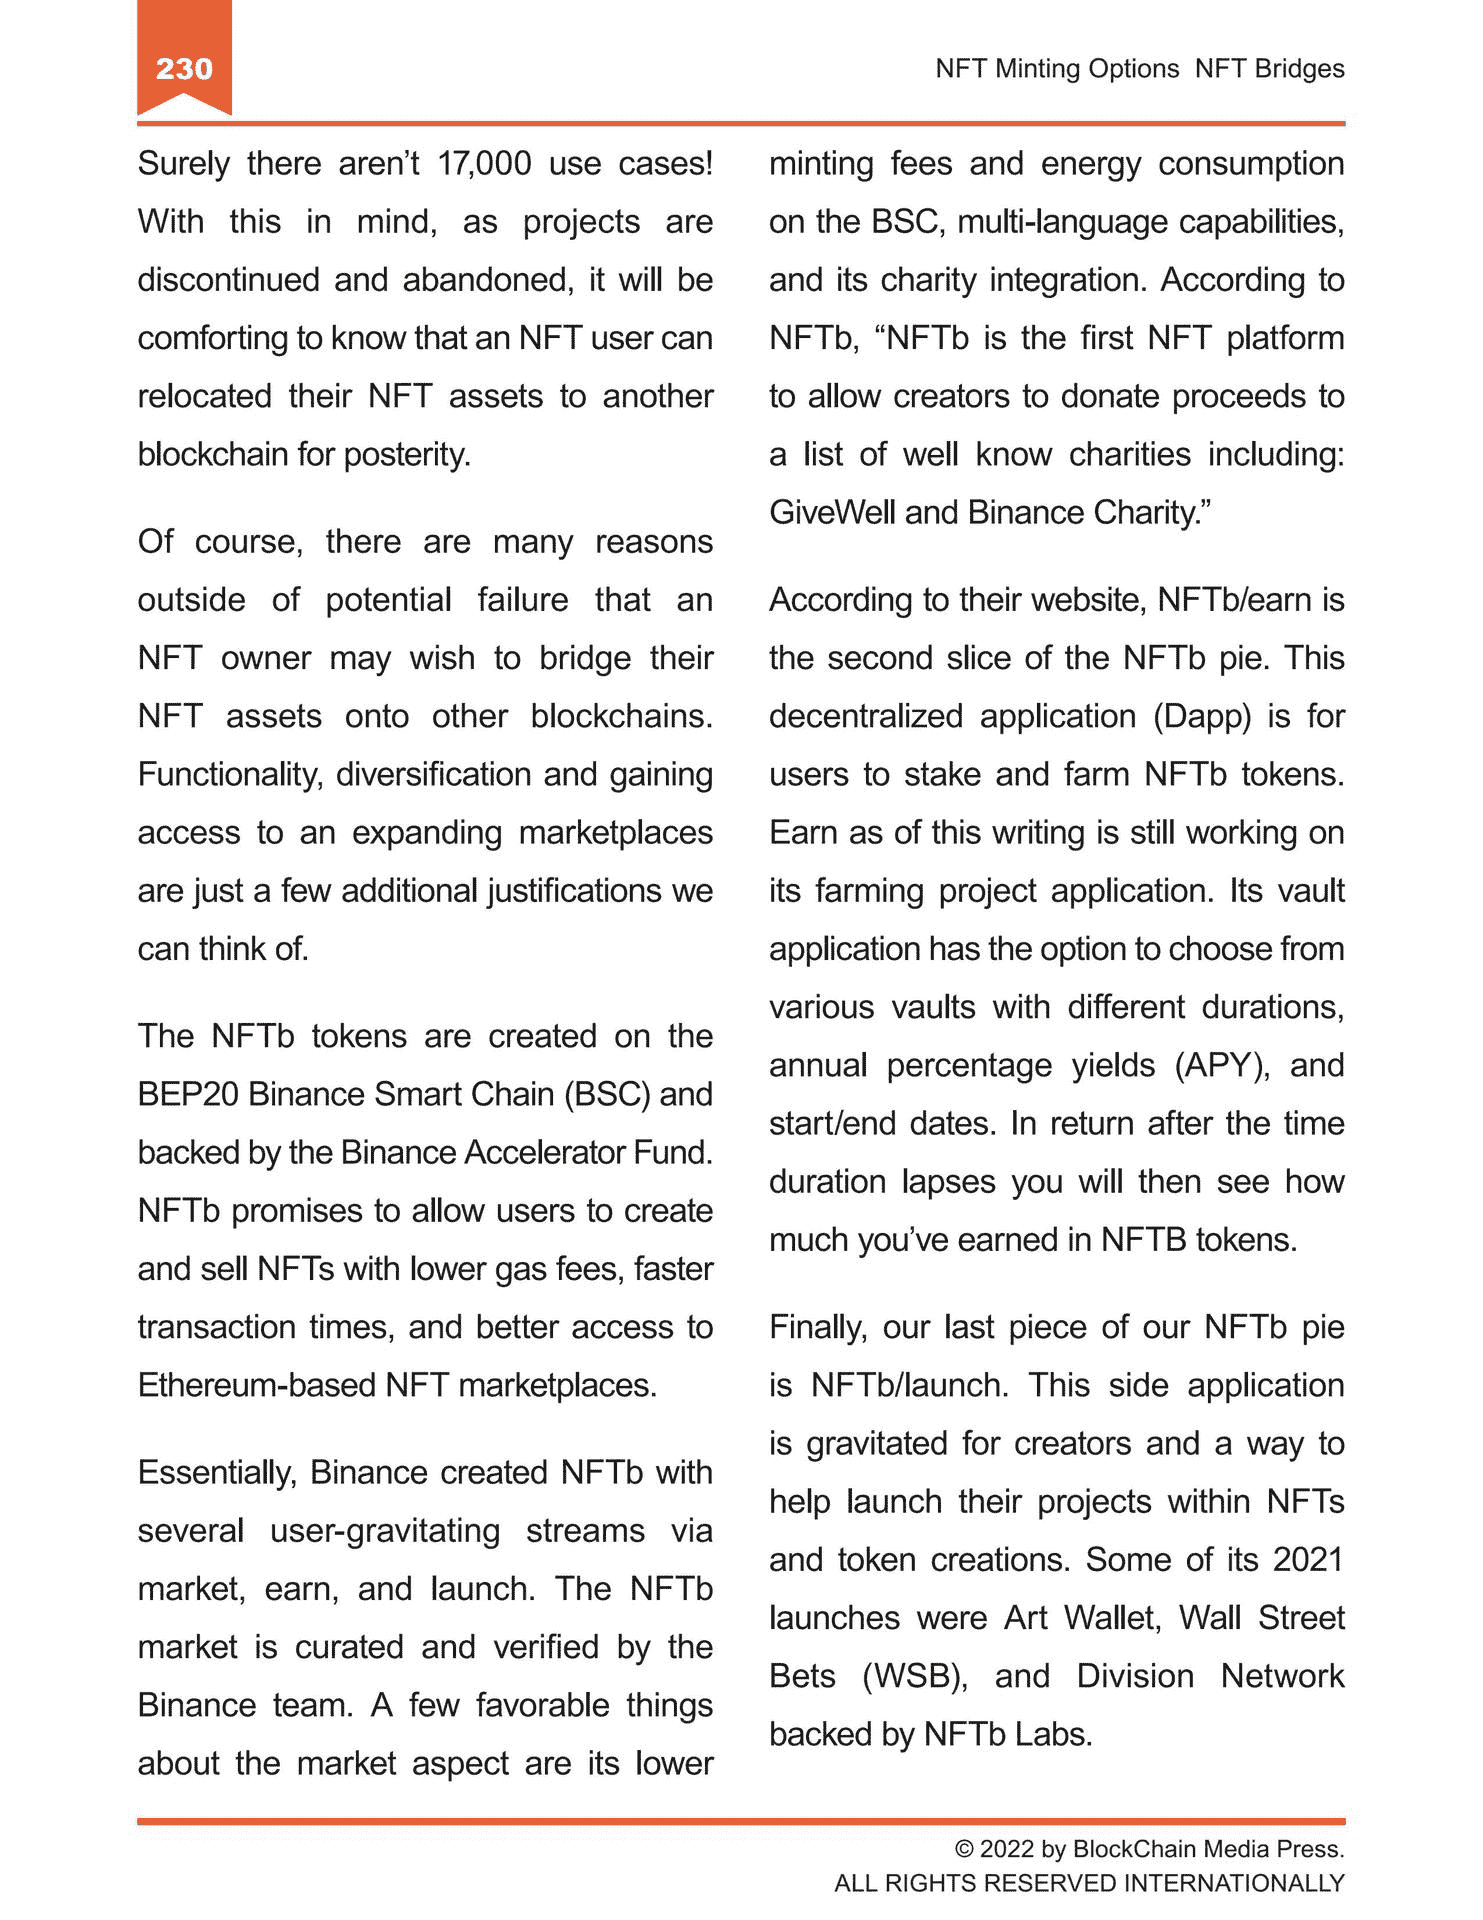 230
NFT Minting Options  NFT Bridges
Surely there aren’t 17,000 use cases!
With this in mind, as projects are
discontinued and abandoned, it will be
comforting to know that an NFT user can
relocated their NFT assets to another
blockchain for posterity.
Of course, there are many reasons
outside of potential failure that an
NFT owner may wish to bridge their
NFT assets onto other blockchains.
Functionality, diversification and gaining
access to an expanding marketplaces
are just a few additional justifications we
can think of.
The NFTb tokens are created on the
BEP20 Binance Smart Chain (BSC) and
backed by the Binance Accelerator Fund.
NFTb promises to allow users to create
and sell NFTs with lower gas fees, faster
transaction times, and better access to
Ethereum-based NFT marketplaces.
Essentially, Binance created NFTb with
several user-gravitating streams via
market, earn, and launch. The NFTb
market is curated and verified by the
Binance team. A few favorable things
about the market aspect are its lower
minting fees and energy consumption
on the BSC, multi-language capabilities,
and its charity integration. According to
NFTb, “NFTb is the first NFT platform
to allow creators to donate proceeds to
a list of well know charities including:
GiveWell and Binance Charity.”
According to their website, NFTb/earn is
the second slice of the NFTb pie. This
decentralized application (Dapp) is for
users to stake and farm NFTb tokens.
Earn as of this writing is still working on
its farming project application. Its vault
application has the option to choose from
various vaults with different durations,
annual percentage yields (APY), and
start/end dates. In return after the time
duration lapses you will then see how
much you’ve earned in NFTB tokens.
Finally, our last piece of our NFTb pie
is NFTb/launch. This side application
is gravitated for creators and a way to
help launch their projects within NFTs
and token creations. Some of its 2021
launches were Art Wallet, Wall Street
Bets (WSB), and Division Network
backed by NFTb Labs.
© 2022 by BlockChain Media Press.
ALL RIGHTS RESERVED INTERNATIONALLY